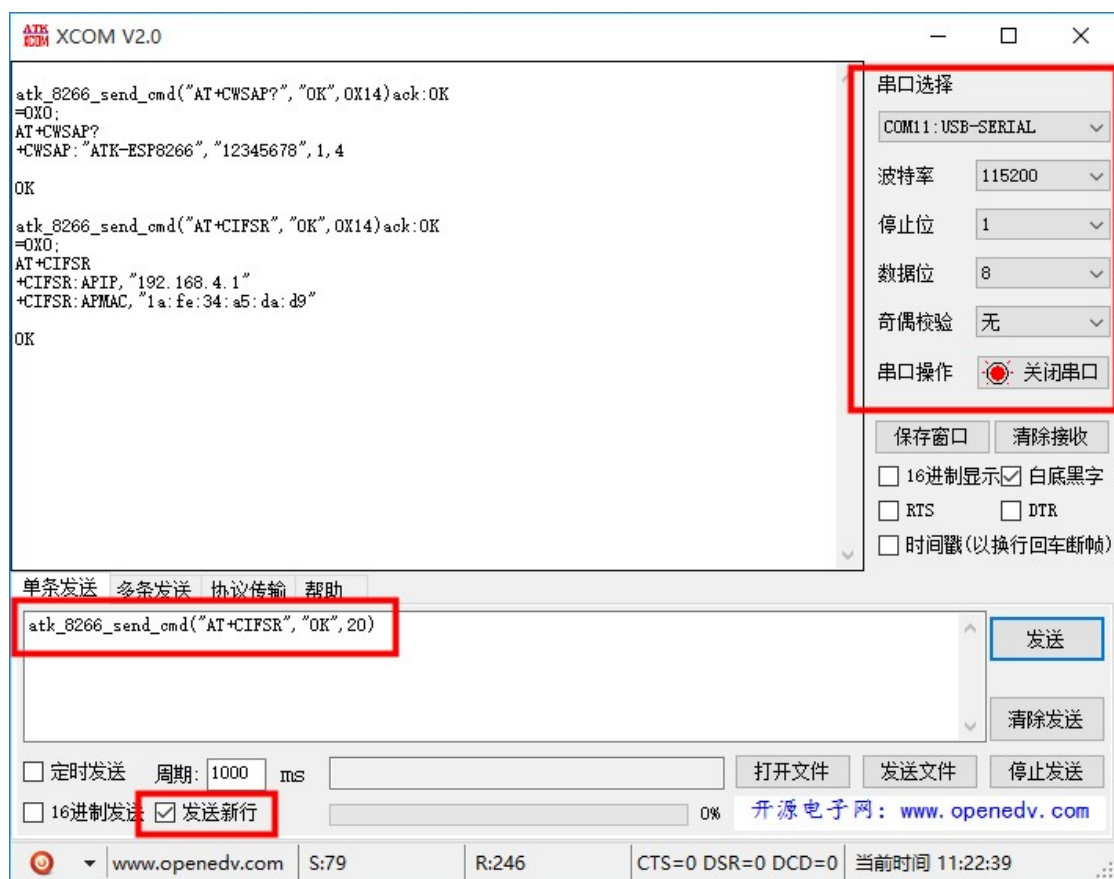 ATK XCOM XCOM V2.0
atk_8266_send_cmd("AT+CWSAP?","OK",0X14)ack:OK
=0X0;
AT+CWSAP?
+CWSAP:"ATK-ESP8266","12345678",1,4
OK
atk_8266_send_cmd("AT+CIFSR","OK",0X14)ack:OK
=0X0;
AT+CIFSR
+CIFSR:APIP,"192.168.4.1"
+CIFSR:APMAC,"1a:fe:34:a5:da:d9"
OK
串口选择
COM11:USB-SERIAL
波特率 115200
停止位 1
数据位 8
奇偶校验 无
串口操作 关闭串口
保存窗口 清除接收
16进制显示 白底黑字
RTS DTR
时间戳(以换行回车断帧)
单条发送 多条发送 协议传输 帮助
atk_8266_send_cmd("AT+CIFSR","OK",20)
发送
清除发送
定时发送 周期: 1000 ms 打开文件 发送文件 停止发送
16进制发送 发送新行 0% 开源电子网: www.openedv.com
www.openedv.com S:79 R:246 CTS=0 DSR=0 DCD=0 当前时间 11:22:39